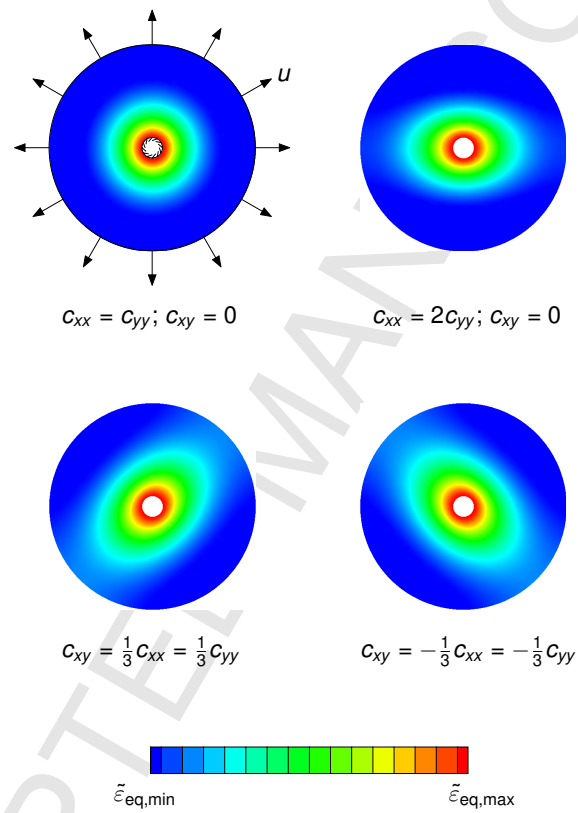 u
c_xx = c_yy; c_xy = 0
c_xx = 2c_yy; c_xy = 0
c_xy = 1/3 c_xx = 1/3 c_yy
c_xy = −1/3 c_xx = −1/3 c_yy
ε̃_eq,min
ε̃_eq,max